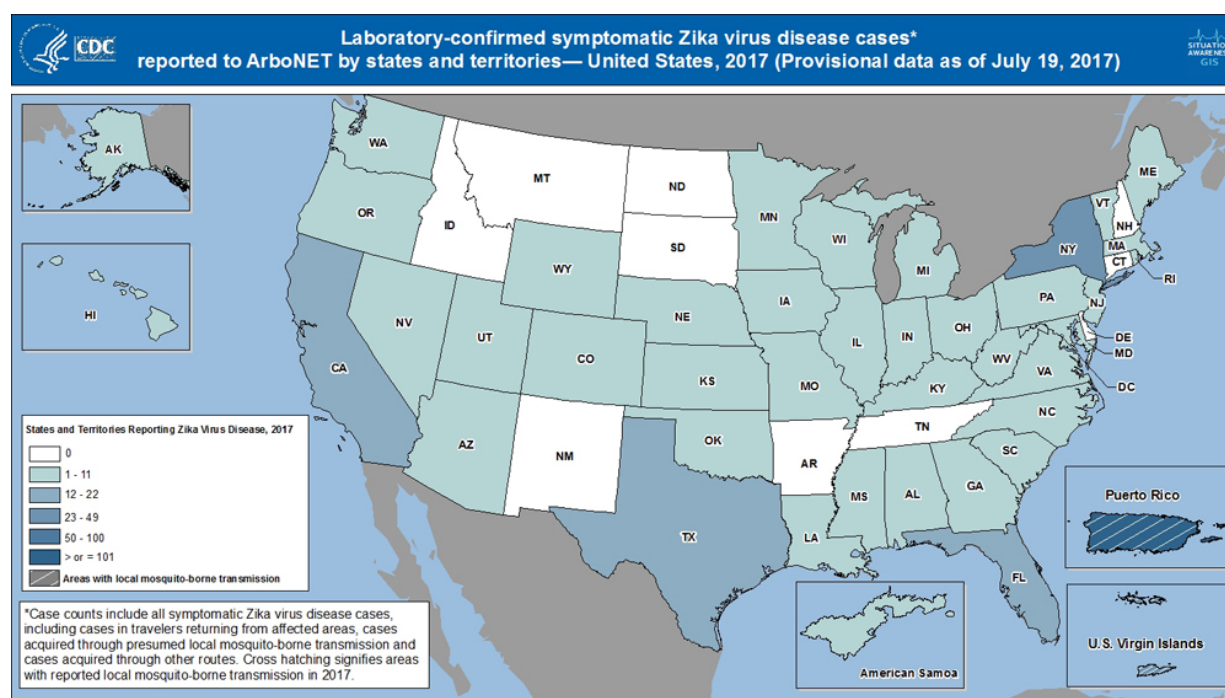 CDC
Laboratory-confirmed symptomatic Zika virus disease cases*
reported to ArboNET by states and territories— United States, 2017 (Provisional data as of July 19, 2017)
SITUATION
AWARENESS
GIS
AK
HI
WA
OR
CA
ID
NV
MT
WY
UT
AZ
CO
NM
ND
SD
NE
KS
OK
TX
MN
IA
MO
AR
LA
WI
IL
MI
IN
OH
KY
TN
MS
AL
GA
FL
SC
NC
VA
WV
PA
NY
VT
NH
ME
MA
CT
RI
NJ
DE
MD
DC
States and Territories Reporting Zika Virus Disease, 2017
0
1 - 11
12 - 22
23 - 49
50 - 100
> or = 101
Areas with local mosquito-borne transmission
*Case counts include all symptomatic Zika virus disease cases,
including cases in travelers returning from affected areas, cases
acquired through presumed local mosquito-borne transmission and
cases acquired through other routes. Cross hatching signifies areas
with reported local mosquito-borne transmission in 2017.
Puerto Rico
American Samoa
U.S. Virgin Islands